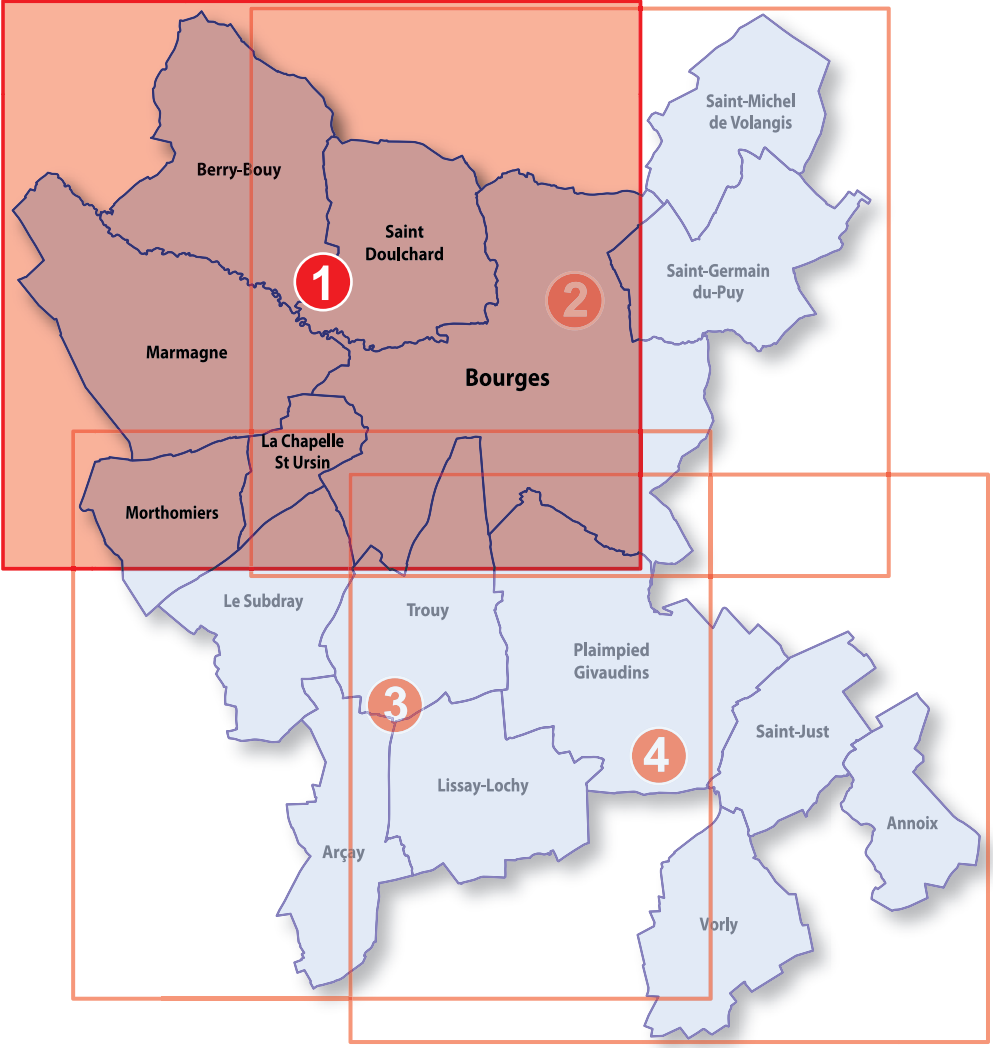 Saint-Michel
de Volangis
Berry-Bouy
Saint
Doulchard
Saint-Germain
du-Puy
1
2
Marmagne
Bourges
La Chapelle
St Ursin
Morthomiers
Le Subdray
Trouy
Plaimpied
Givaudins
3
Saint-Just
4
Lissay-Lochy
Annoix
Arçay
Vorly